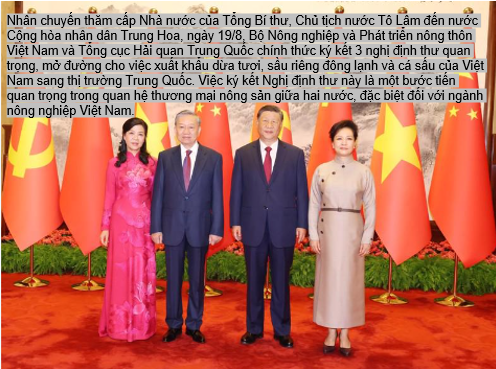 Nhân chuyến thăm cấp Nhà nước của Tổng Bí thư, Chủ tịch nước Tô Lâm đến nước
Cộng hòa nhân dân Trung Hoa, ngày 19/8, Bộ Nông nghiệp và Phát triển nông thôn
Việt Nam và Tổng cục Hải quan Trung Quốc chính thức ký kết 3 nghị định thư quan
trọng, mở đường cho việc xuất khẩu dừa tươi, sầu riêng đông lạnh và cá sấu của Việt
Nam sang thị trường Trung Quốc. Việc ký kết Nghị định thư này là một bước tiến
quan trọng trong quan hệ thương mại nông sản giữa hai nước, đặc biệt đối với ngành
nông nghiệp Việt Nam.